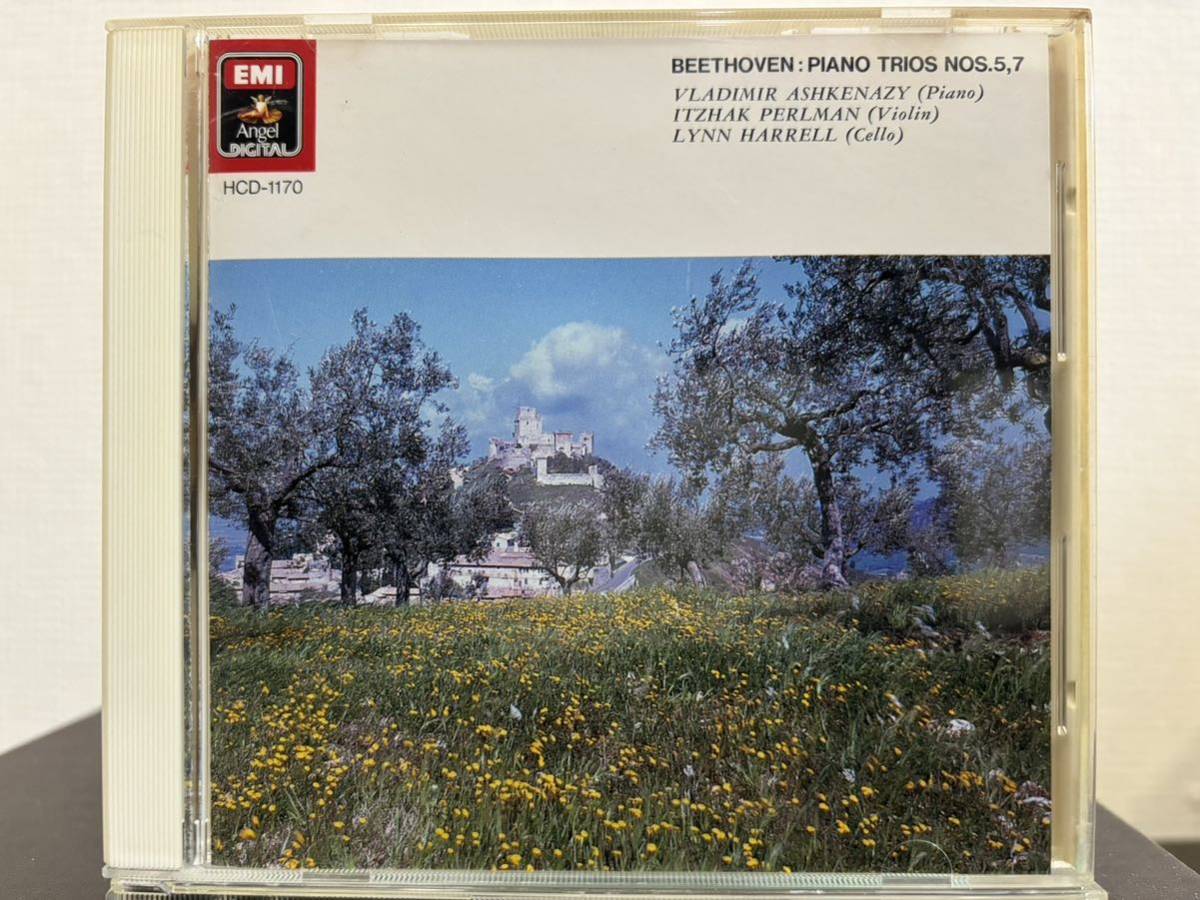 EMI
Angel
DIGITAL
HCD-1170
BEETHOVEN: PIANO TRIOS NOS.5,7
VLADIMIR ASHKENAZY (Piano)
ITZHAK PERLMAN (Violin)
LYNN HARRELL (Cello)